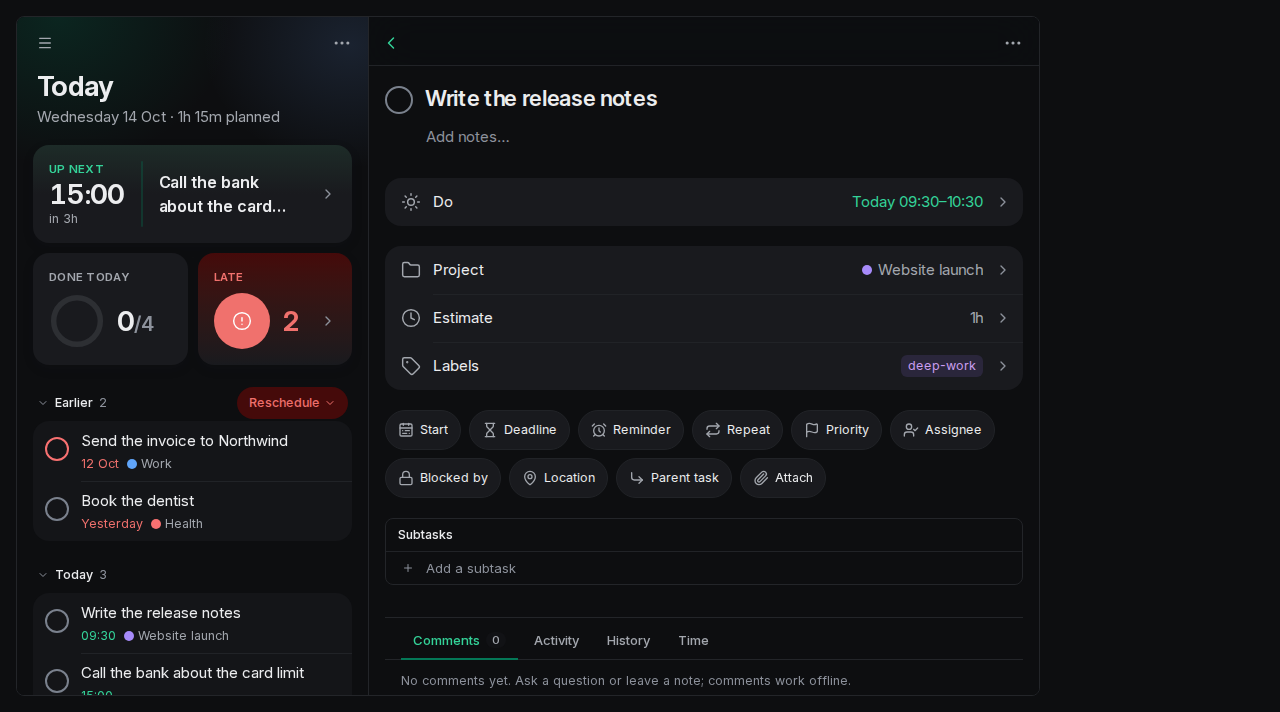 Today
Wednesday 14 Oct · 1h 15m planned
UP NEXT
15:00
in 3h
Call the bank
about the card…
DONE TODAY
0/4
LATE
2
Earlier 2
Reschedule
Send the invoice to Northwind
12 Oct Work
Book the dentist
Yesterday Health
Today 3
Write the release notes
09:30 Website launch
Call the bank about the card limit
15:00
Write the release notes
Add notes...
Do Today 09:30–10:30
Project Website launch
Estimate 1h
Labels deep-work
Start Deadline Reminder Repeat Priority Assignee
Blocked by Location Parent task Attach
Subtasks
Add a subtask
Comments 0 Activity History Time
No comments yet. Ask a question or leave a note; comments work offline.